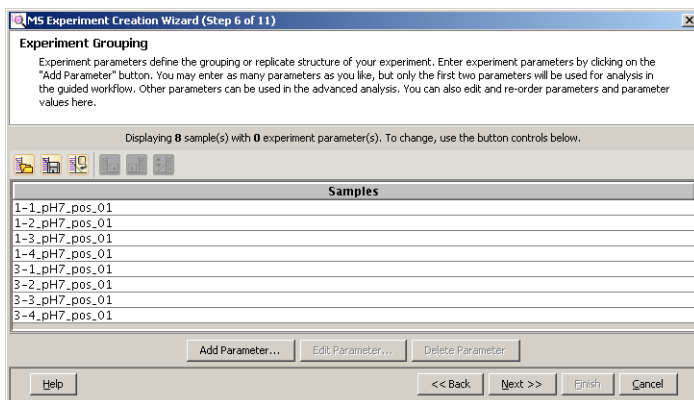 MS Experiment Creation Wizard (Step 6 of 11)
Experiment Grouping
Experiment parameters define the grouping or replicate structure of your experiment. Enter experiment parameters by clicking on the
"Add Parameter" button. You may enter as many parameters as you like, but only the first two parameters will be used for analysis in
the guided workflow. Other parameters can be used in the advanced analysis. You can also edit and re-order parameters and parameter
values here.
Displaying 8 sample(s) with 0 experiment parameter(s). To change, use the button controls below.
Samples
1-1_pH7_pos_01
1-2_pH7_pos_01
1-3_pH7_pos_01
1-4_pH7_pos_01
3-1_pH7_pos_01
3-2_pH7_pos_01
3-3_pH7_pos_01
3-4_pH7_pos_01
Add Parameter... Edit Parameter... Delete Parameter
Help << Back Next >> Finish Cancel